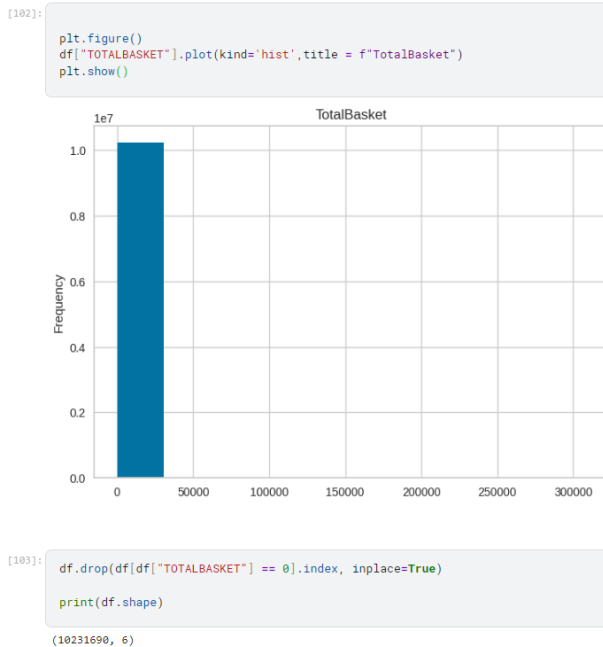 [102]:
plt.figure()
df["TOTALBASKET"].plot(kind='hist',title = f"TotalBasket")
plt.show()
TotalBasket
1e7
1.0
0.8
0.6
0.4
0.2
0.0
Frequency
0 50000 100000 150000 200000 250000 300000
[103]:
df.drop(df[df["TOTALBASKET"] == 0].index, inplace=True)
print(df.shape)
(10231690, 6)